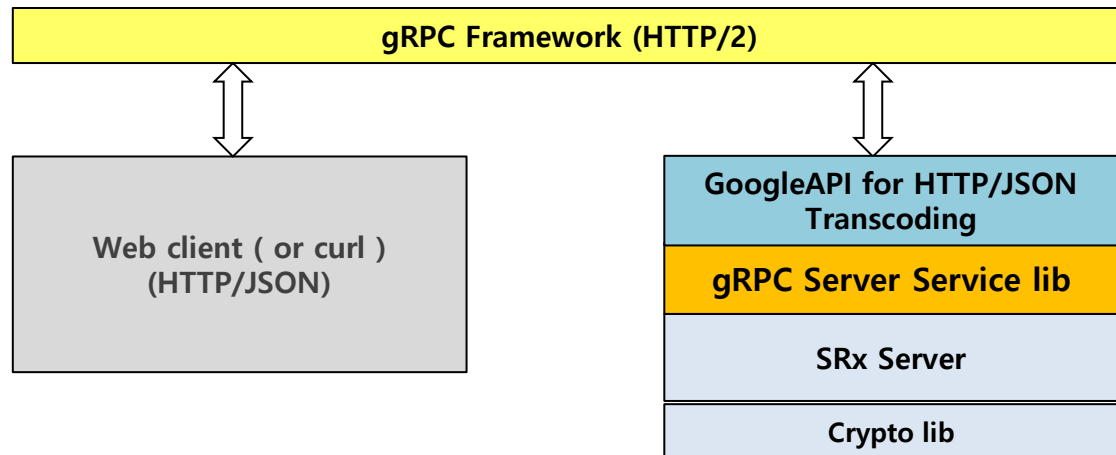 gRPC Framework (HTTP/2)
Web client ( or curl )
(HTTP/JSON)
GoogleAPI for HTTP/JSON
Transcoding
gRPC Server Service lib
SRx Server
Crypto lib